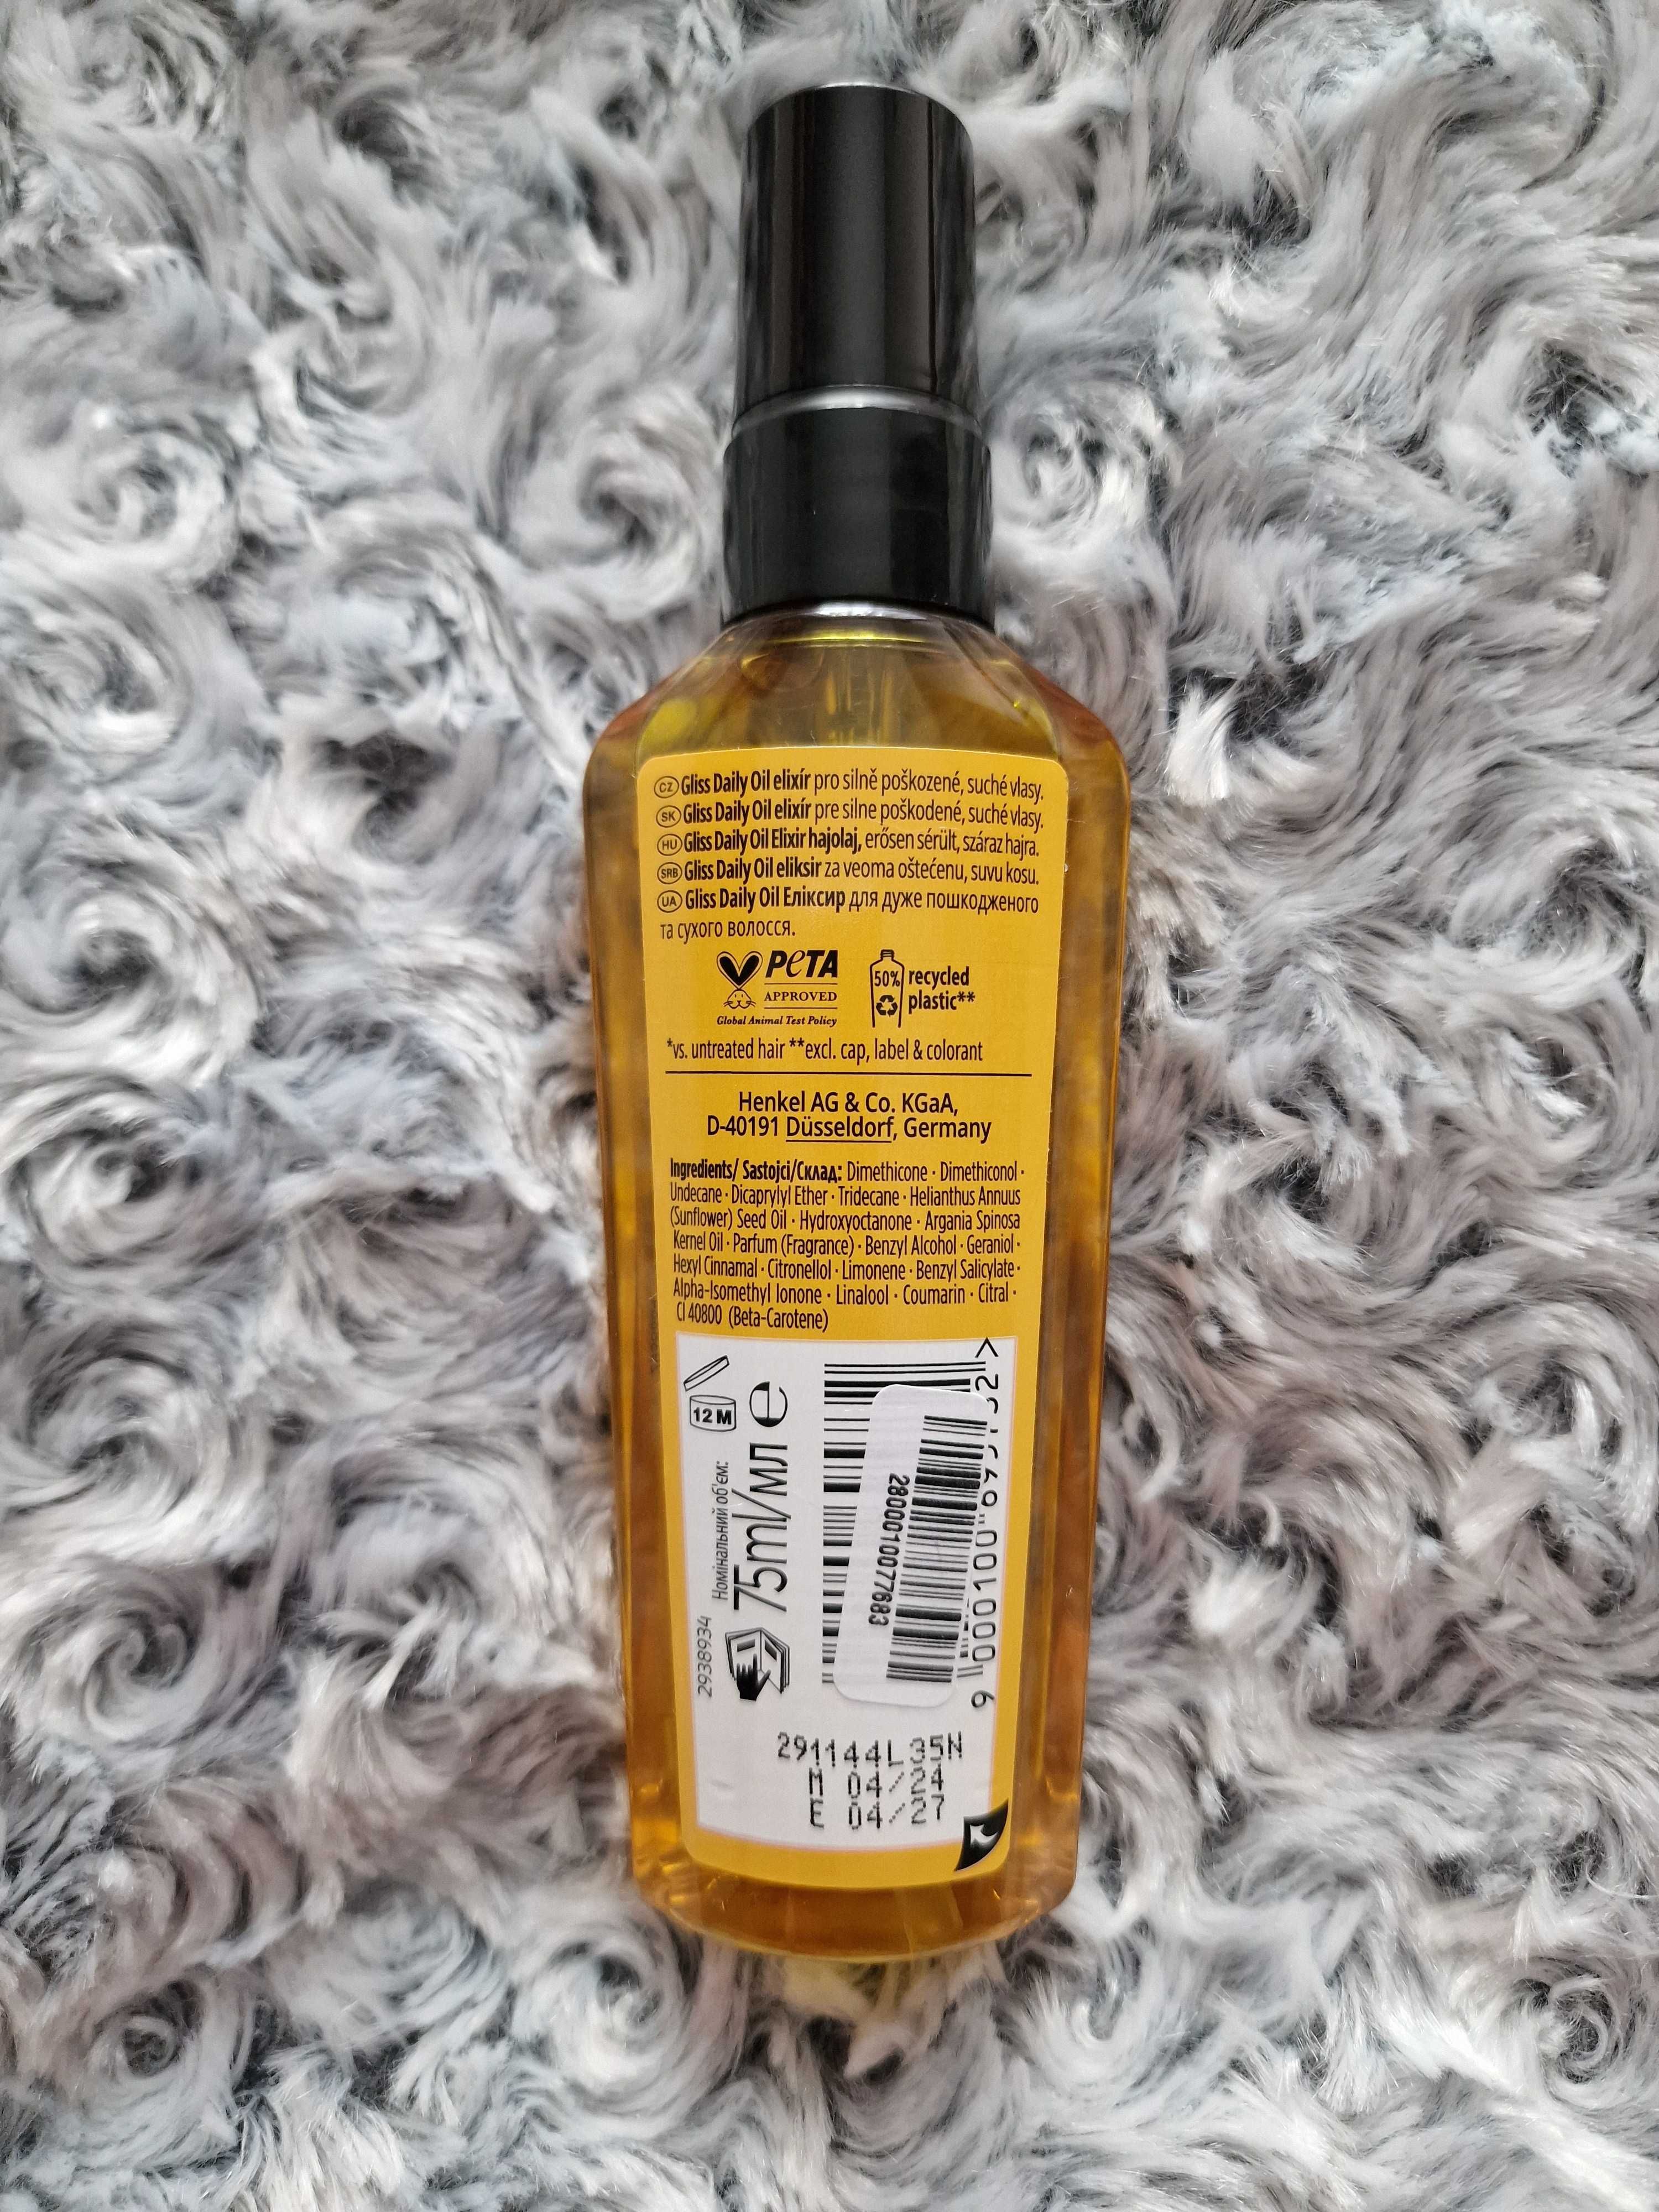 CZ Gliss Daily Oil elixír pro silně poškozené, suché vlasy.
SK Gliss Daily Oil elixír pre silne poškodené, suché vlasy.
HU Gliss Daily Oil Elixir hajolaj, erősen sérült, száraz hajra.
SRB Gliss Daily Oil eliksir za veoma oštećenu, suvu kosu.
UA Gliss Daily Oil Еліксир для дуже пошкодженого
та сухого волосся.
PETA
APPROVED
Global Animal Test Policy
50% recycled
plastic**
*vs. untreated hair **excl. cap, label & colorant
Henkel AG & Co. KGaA,
D-40191 Düsseldorf, Germany
Ingredients/ Sastojci/Склад: Dimethicone · Dimethiconol ·
Undecane · Dicaprylyl Ether · Tridecane · Helianthus Annuus
(Sunflower) Seed Oil · Hydroxyoctanone · Argania Spinosa
Kernel Oil · Parfum (Fragrance) · Benzyl Alcohol · Geraniol ·
Hexyl Cinnamal · Citronellol · Limonene · Benzyl Salicylate ·
Alpha-Isomethyl Ionone · Linalool · Coumarin · Citral ·
CI 40800 (Beta-Carotene)
12 M
2938934
Номінальний об'єм:
75ml/мл e
2800010077683
9 000100
291144L 35N
M 04/24
E 04/27